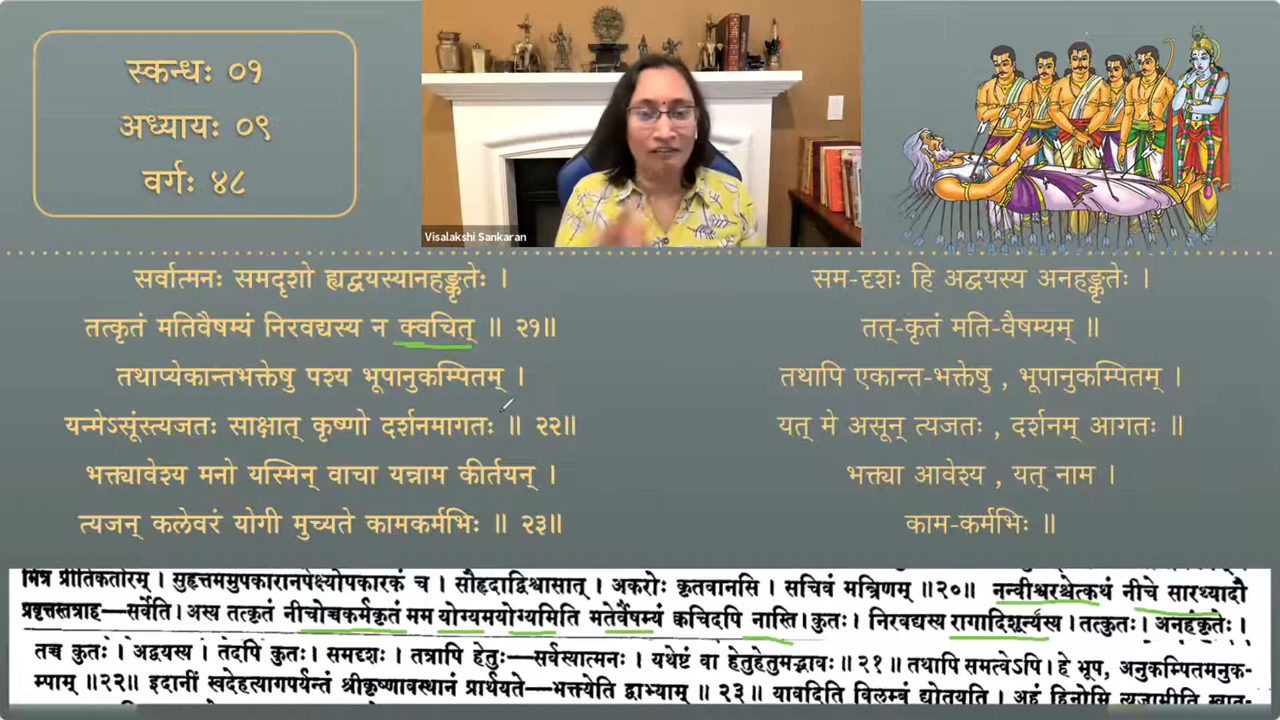 स्कन्धः ०१
अध्यायः ०९
वर्गः ४८
Visalakshi Sankaran
सर्वात्मनः समदृशो ह्यद्वयस्यानहङ्कृतेः ।
तत्कृतं मतिवैषम्यं निरवद्यस्य न क्वचित् ॥ २१॥
तथाप्येकान्तभक्तेषु पश्य भूपानुकम्पितम् ।
यन्मेऽसूंस्त्यजतः साक्षात् कृष्णो दर्शनमागतः ॥ २२॥
भक्त्यावेश्य मनो यस्मिन् वाचा यन्नाम कीर्तयन् ।
त्यजन् कलेवरं योगी मुच्यते कामकर्मभिः ॥ २३॥
सम-दृशः हि अद्वयस्य अनहङ्कृतेः ।
तत्-कृतं मति-वैषम्यम् ॥
तथापि एकान्त-भक्तेषु , भूपानुकम्पितम् ।
यत् मे असून् त्यजतः , दर्शनम् आगतः ॥
भक्त्या आवेश्य , यत् नाम ।
काम-कर्मभिः ॥
मित्रं प्रीतिकर्तारम् । सुहृत्तममुपकारानपेक्ष्योपकारकं च । सौहृदाद्विश्वासात् । अकरोः कृतवानसि । सचिवं मन्त्रिणम् ॥२०॥ नन्वीश्वरश्चेत्कथं नीचे सारथ्यादौ
प्रवृत्तस्तत्राह—सर्वेति। अस्य तत्कृतं नीचोच्चकर्मकृतं मम योग्यमयोग्यमिति मतेर्वैषम्यं क्वचिदपि नास्ति। कुतः। निरवद्यस्य रागादिशून्यस्य । तत्कुतः। अनहंकृतेः ।
तच्च कुतः । अद्वयस्य । तदपि कुतः । समदृशः । तत्रापि हेतुः—सर्वस्यात्मनः । यथेष्टं वा हेतुहेतुमद्भावः ॥ २१ ॥ तथापि समत्वेऽपि । हे भूप, अनुकम्पितमनुक-
म्पाम् ॥२२॥ इदानीं स्वदेहत्यागपर्यन्तं श्रीकृष्णावस्थानं प्रार्थयते—भक्त्येति द्वाभ्याम् ॥ २३ ॥ यावदिति विलम्बं द्योतयति । अहं हिनोमि त्यजामीति